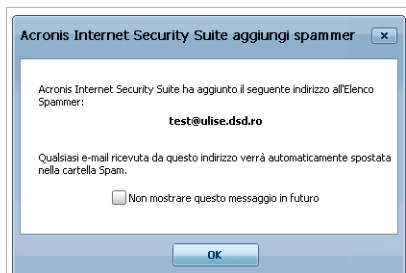 Acronis Internet Security Suite aggiungi spammer
Acronis Internet Security Suite ha aggiunto il seguente indirizzo all'Elenco
Spammer:
test@ulise.dsd.ro
Qualsiasi e-mail ricevuta da questo indirizzo verrà automaticamente spostata
nella cartella Spam.
Non mostrare questo messaggio in futuro
OK